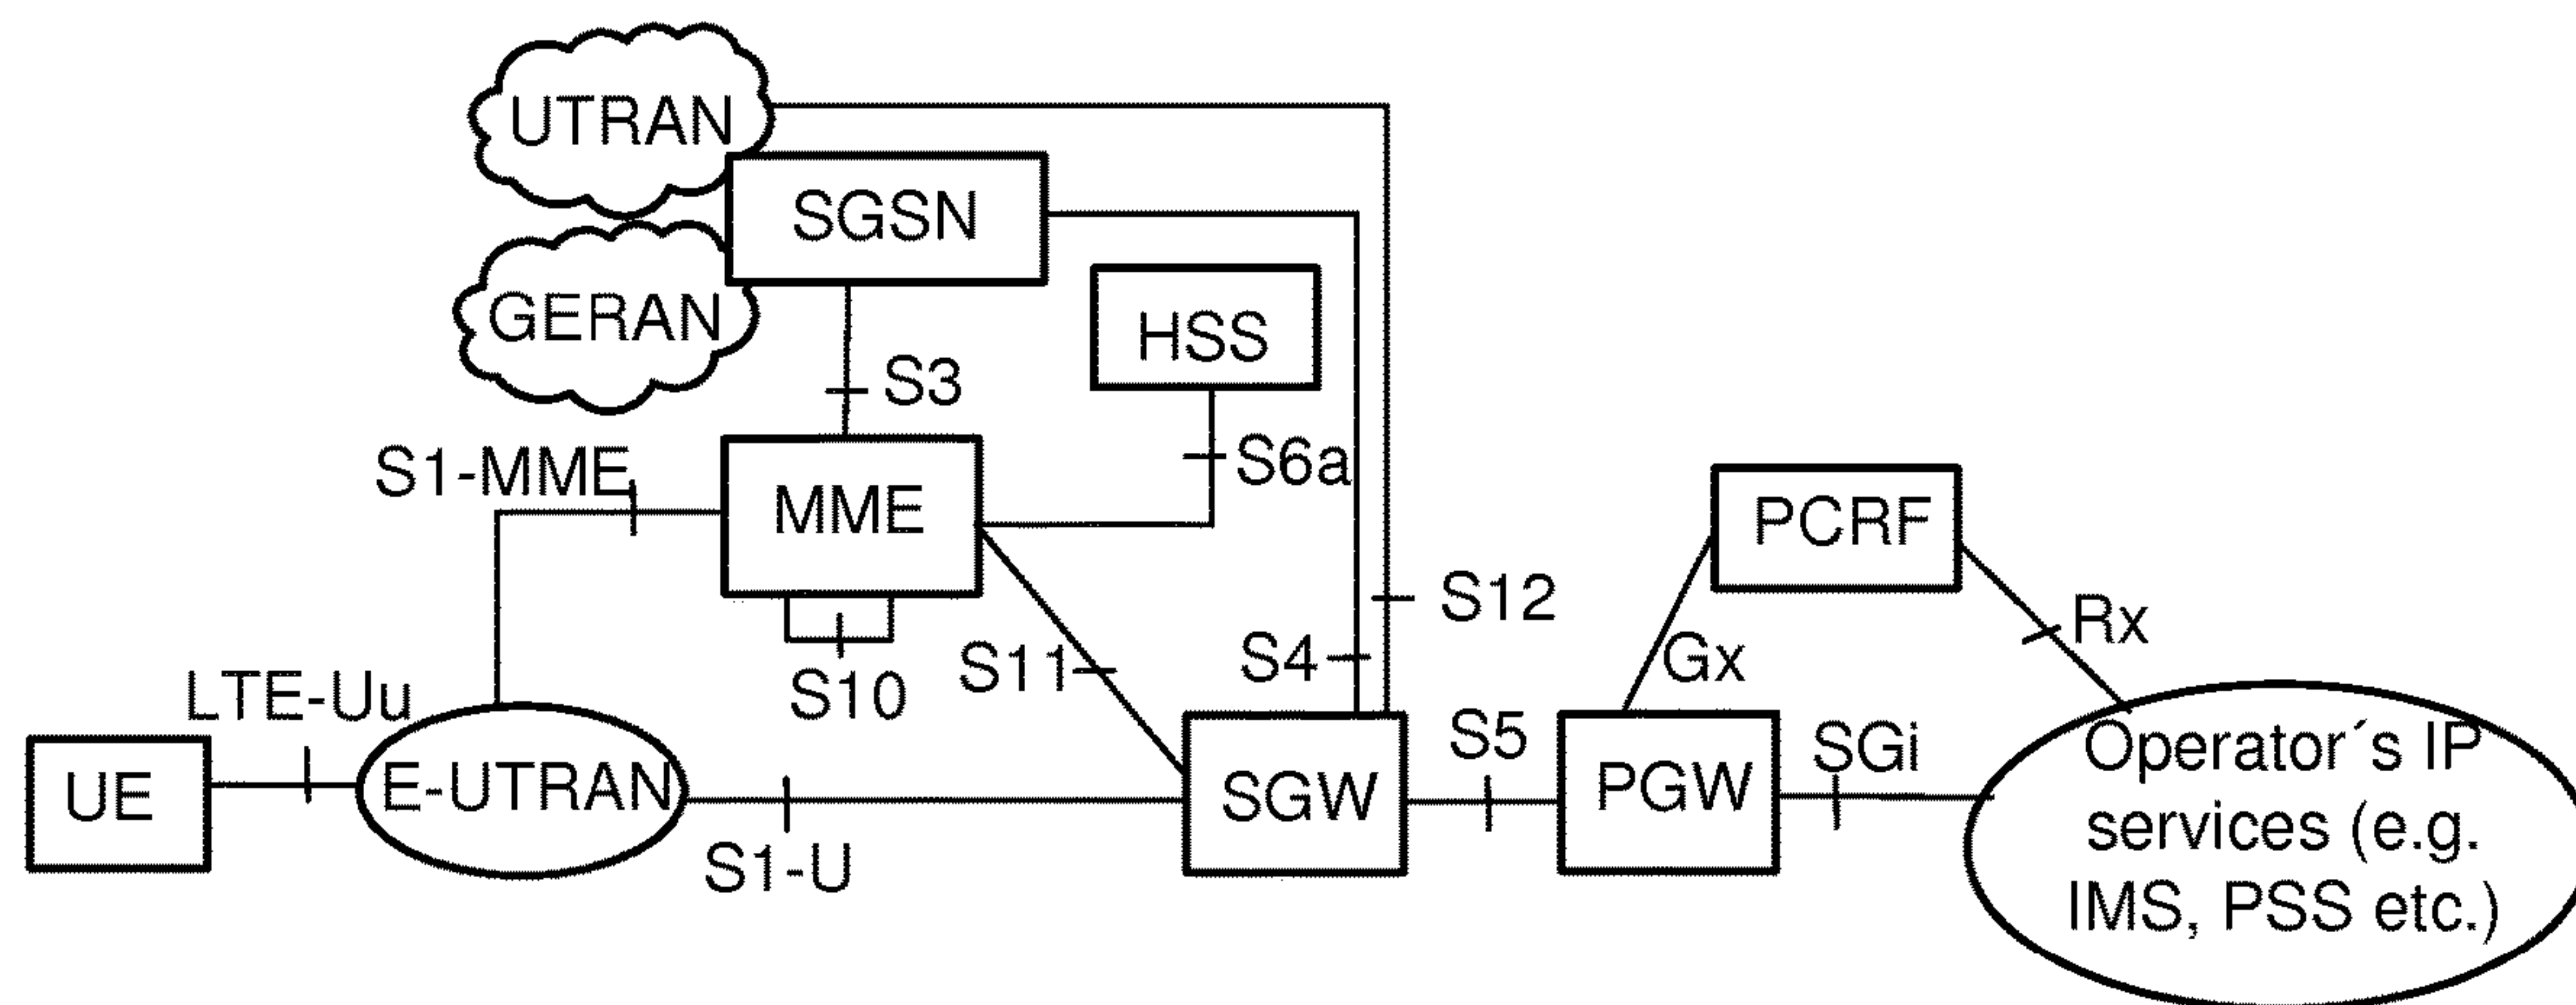 UTRAN
SGSN
GERAN
HSS
S3
S6a
S1-MME
MME
PCRF
S12
Rx
S4
Gx
S11
S10
LTE-Uu
S5
SGi
UE
E-UTRAN
S1-U
SGW
PGW
Operator´s IP
services (e.g.
IMS, PSS etc.)